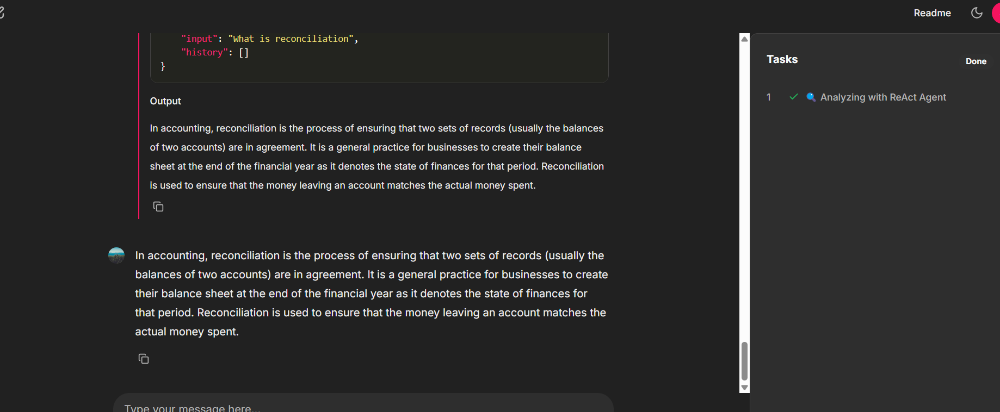 Readme
"input": "What is reconciliation",
"history": []
}
Output
In accounting, reconciliation is the process of ensuring that two sets of records (usually the balances
of two accounts) are in agreement. It is a general practice for businesses to create their balance
sheet at the end of the financial year as it denotes the state of finances for that period. Reconciliation
is used to ensure that the money leaving an account matches the actual money spent.
In accounting, reconciliation is the process of ensuring that two sets of records (usually the
balances of two accounts) are in agreement. It is a general practice for businesses to create
their balance sheet at the end of the financial year as it denotes the state of finances for
that period. Reconciliation is used to ensure that the money leaving an account matches the
actual money spent.
Type your message here...
Tasks
Done
1 Analyzing with ReAct Agent